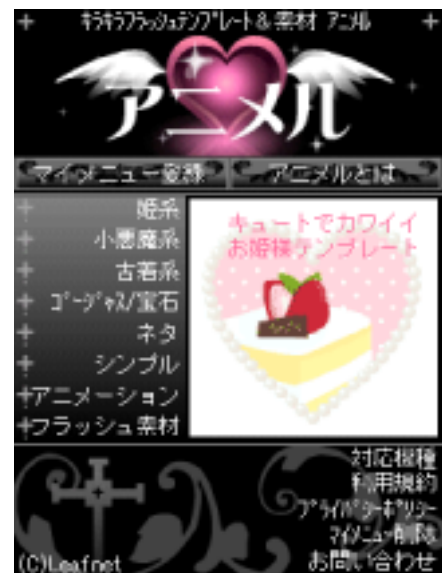 + ｷﾗｷﾗﾌﾗｯｼｭﾃﾝﾌﾟﾚｰﾄ&素材 ｱﾆﾒﾙ +
アニメル
マイメニュー登録
アニメルとは
+ 姫系
+ 小悪魔系
+ 古着系
+ ｺﾞｰｼﾞｬｽ/宝石
+ ネタ
+ シンプル
+アニメーション
+フラッシュ素材
キュートでカワイイ
お姫様テンプレート
対応機種
利用規約
ﾌﾟﾗｲﾊﾞｼｰﾎﾟﾘｼｰ
ﾏｲﾒﾆｭｰ削除
お問い合わせ
(C)Leafnet